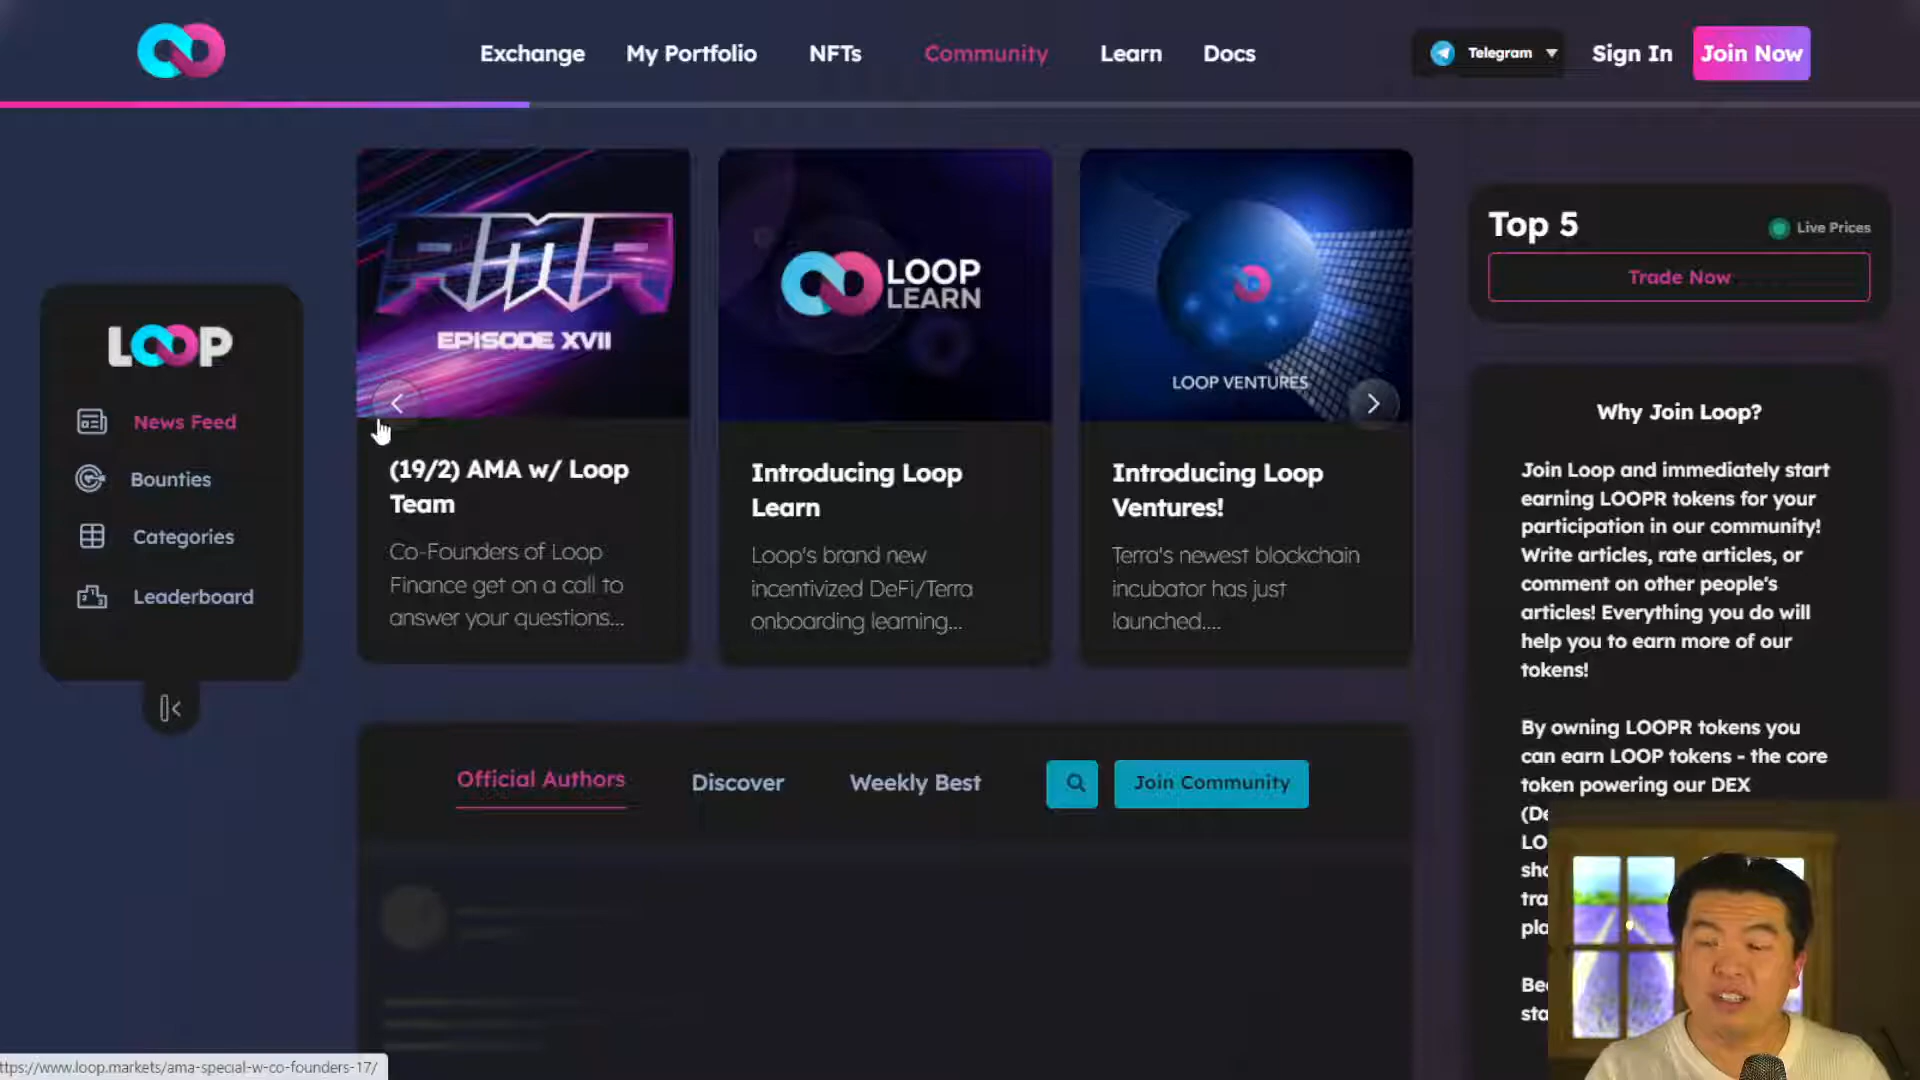 Exchange
My Portfolio
NFTs
Community
Learn
Docs
Telegram
Sign In
Join Now
LOOP
News Feed
Bounties
Categories
Leaderboard
AMA
EPISODE XVII
(19/2) AMA w/ Loop
Team
Co-Founders of Loop
Finance get on a call to
answer your questions...
LOOP
LEARN
Introducing Loop
Learn
Loop's brand new
incentivized DeFi/Terra
onboarding learning...
LOOP VENTURES
Introducing Loop
Ventures!
Terra's newest blockchain
incubator has just
launched....
Official Authors
Discover
Weekly Best
Join Community
Top 5
Live Prices
Trade Now
Why Join Loop?
Join Loop and immediately start
earning LOOPR tokens for your
participation in our community!
Write articles, rate articles, or
comment on other people's
articles! Everything you do will
help you to earn more of our
tokens!
By owning LOOPR tokens you
can earn LOOP tokens - the core
token powering our DEX
ttps://www.loop.markets/ama-special-w-co-founders-17/